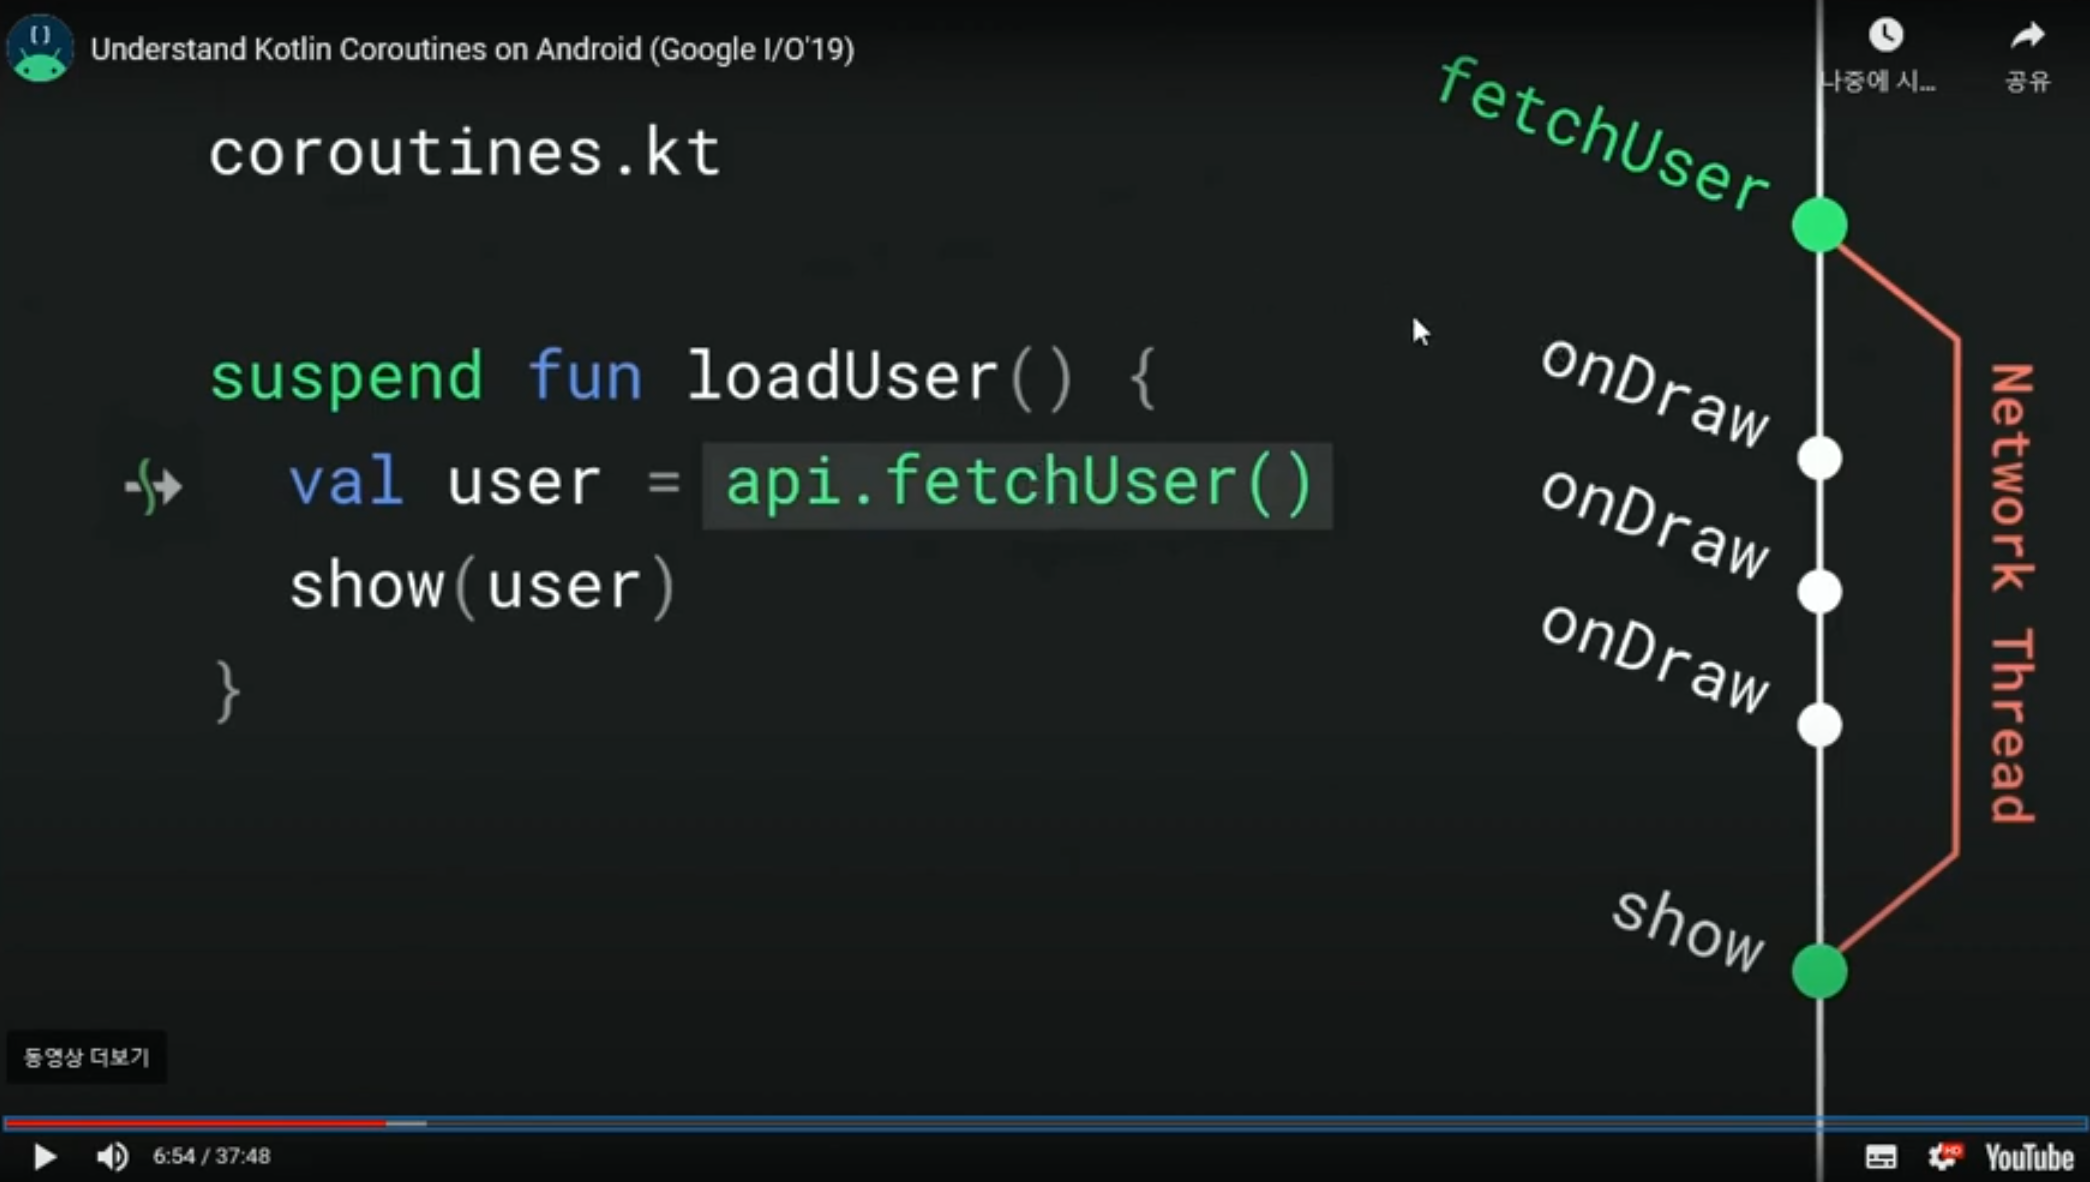 Understand Kotlin Coroutines on Android (Google I/O'19)
나중에 시...
공유
coroutines.kt
suspend fun loadUser() {
val user = api.fetchUser()
show(user)
}
fetchUser
onDraw
onDraw
onDraw
show
Network Thread
동영상 더보기
6:54 / 37:48
HD
YouTube